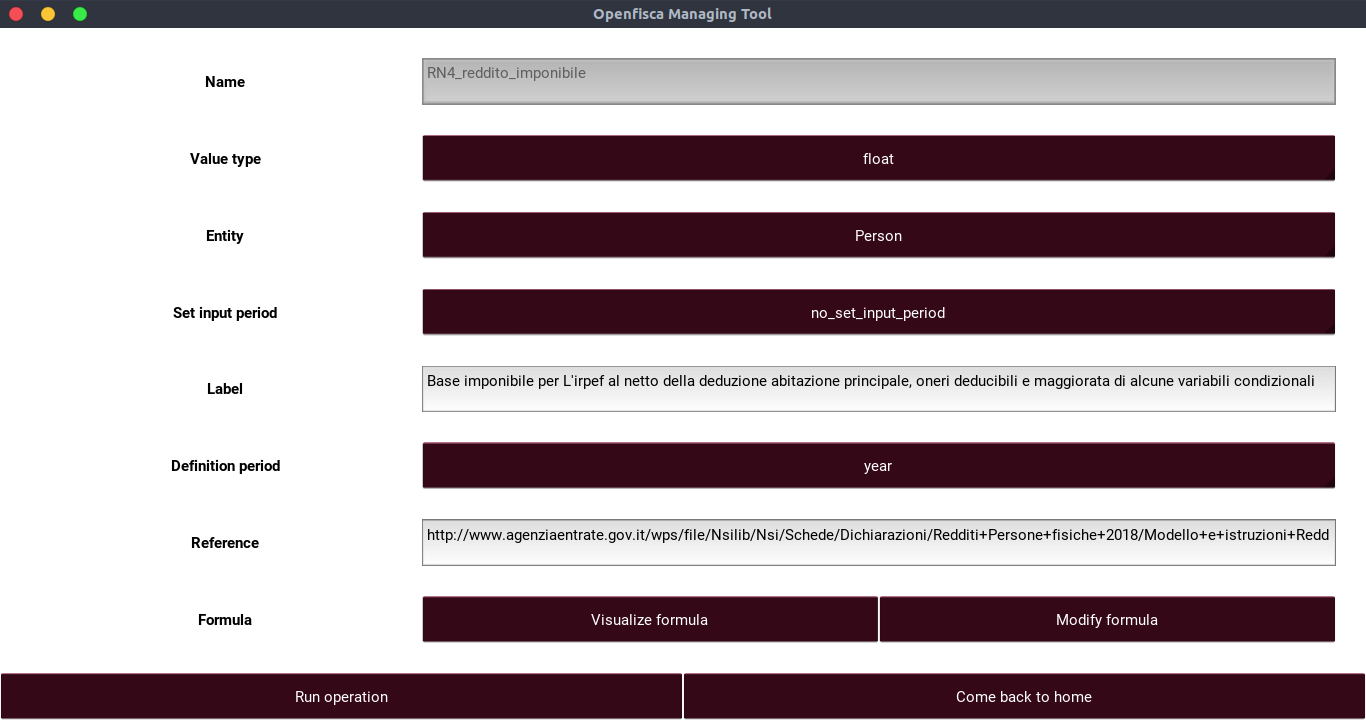 Openfisca Managing Tool
Name
RN4_reddito_imponibile
Value type
float
Entity
Person
Set input period
no_set_input_period
Label
Base imponibile per L'irpef al netto della deduzione abitazione principale, oneri deducibili e maggiorata di alcune variabili condizionali
Definition period
year
Reference
http://www.agenziaentrate.gov.it/wps/file/Nsilib/Nsi/Schede/Dichiarazioni/Redditi+Persone+fisiche+2018/Modello+e+istruzioni+Redd
Formula
Visualize formula
Modify formula
Run operation
Come back to home